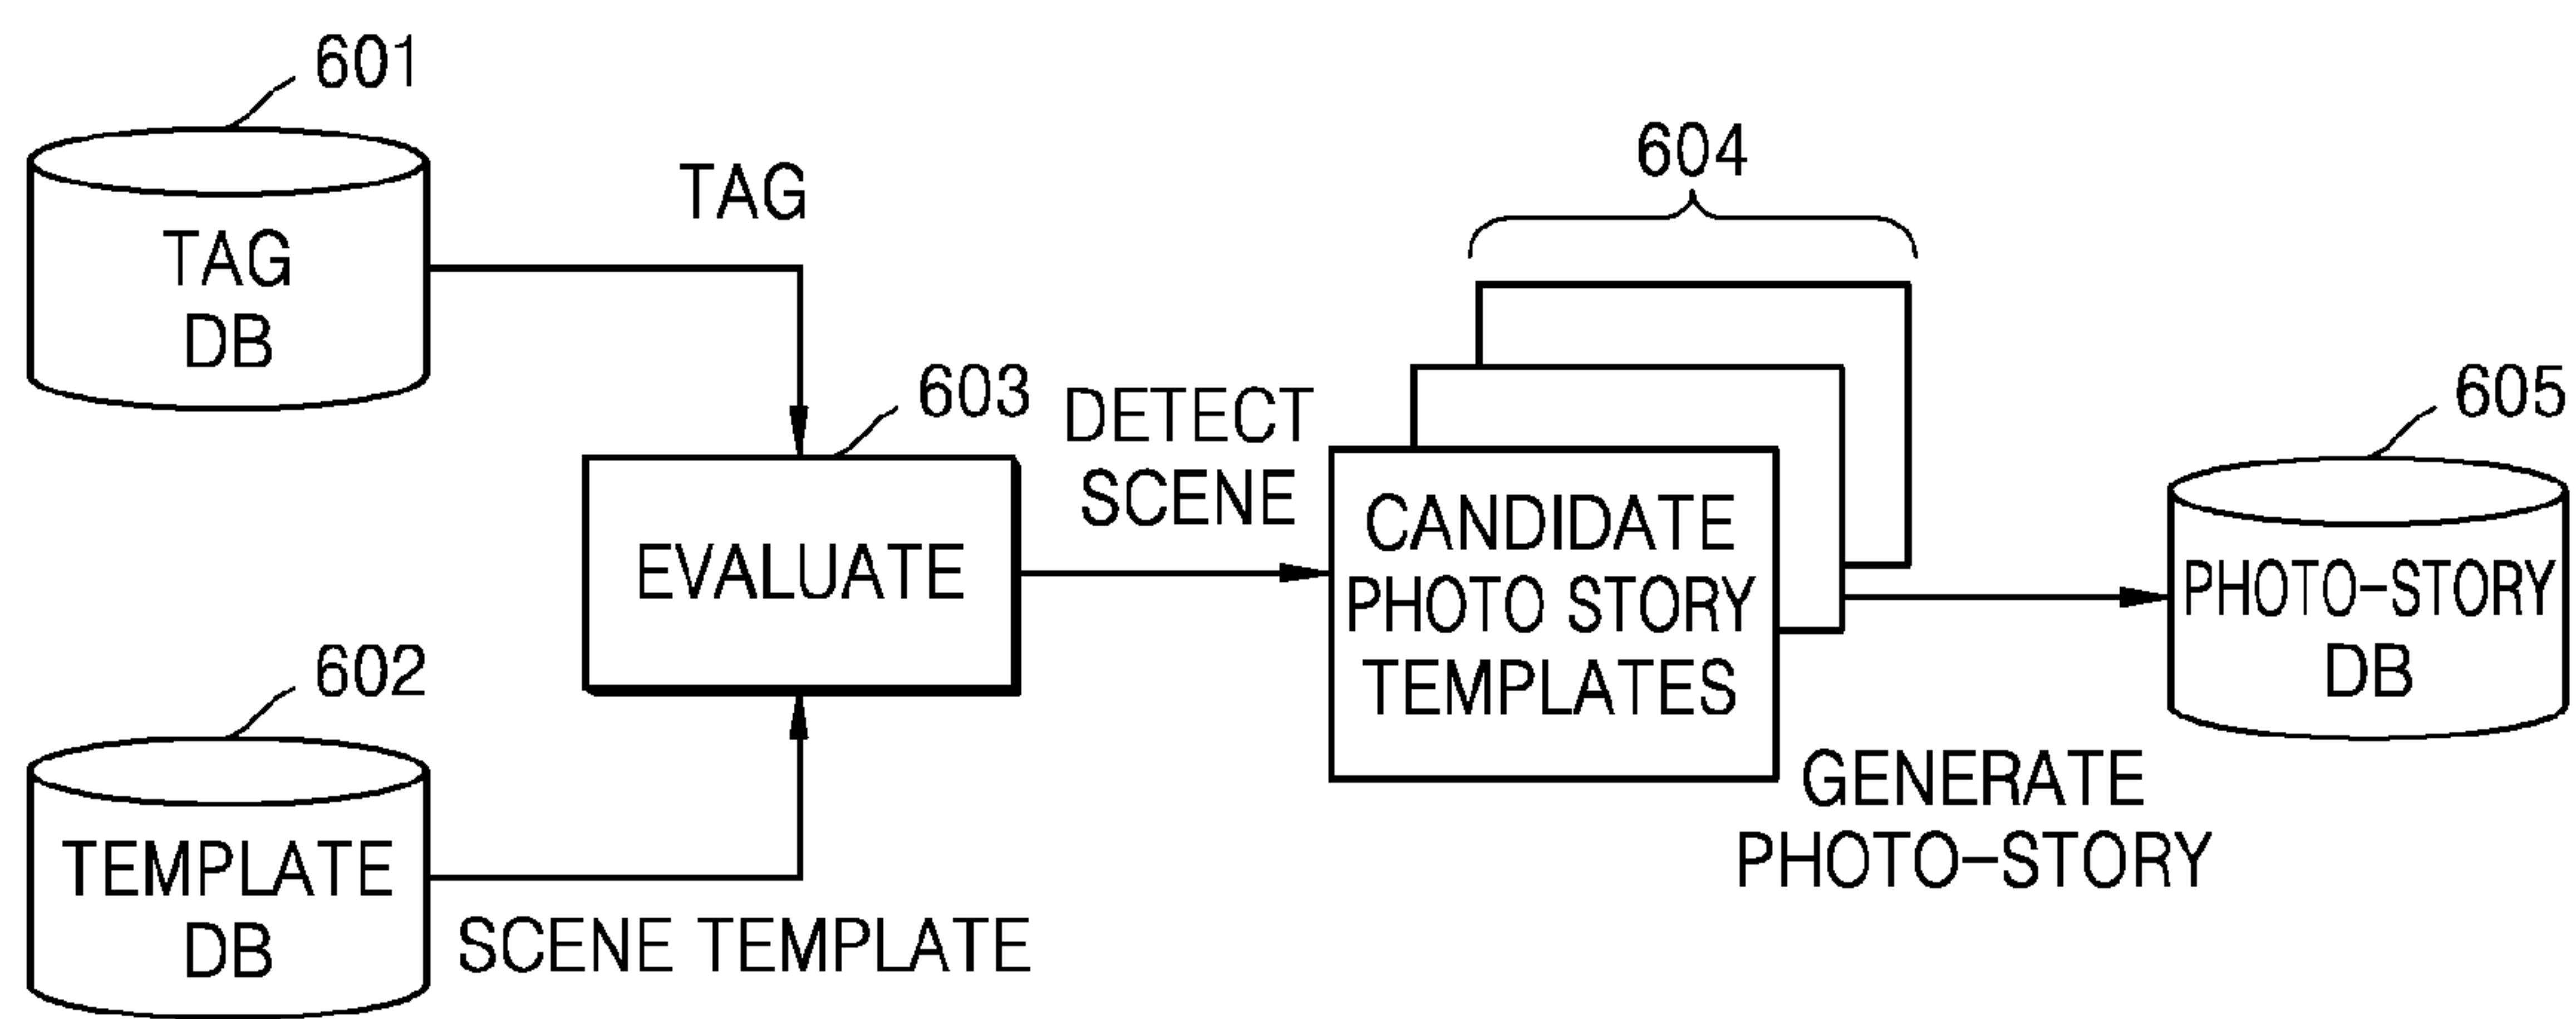 601
TAG
DB
TAG
602
TEMPLATE
DB
SCENE TEMPLATE
603
EVALUATE
DETECT
SCENE
604
CANDIDATE
PHOTO STORY
TEMPLATES
GENERATE
PHOTO-STORY
605
PHOTO-STORY
DB